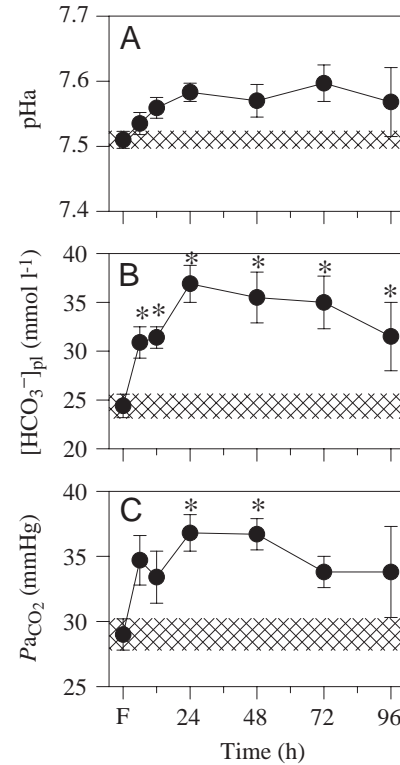 7.7
A
7.6
pHa
7.5
7.4
40
B
* * * * * *
35
[HCO₃⁻]pl (mmol l⁻¹)
30
25
20
40
C
* *
35
PaCO₂ (mmHg)
30
25
F 24 48 72 96
Time (h)